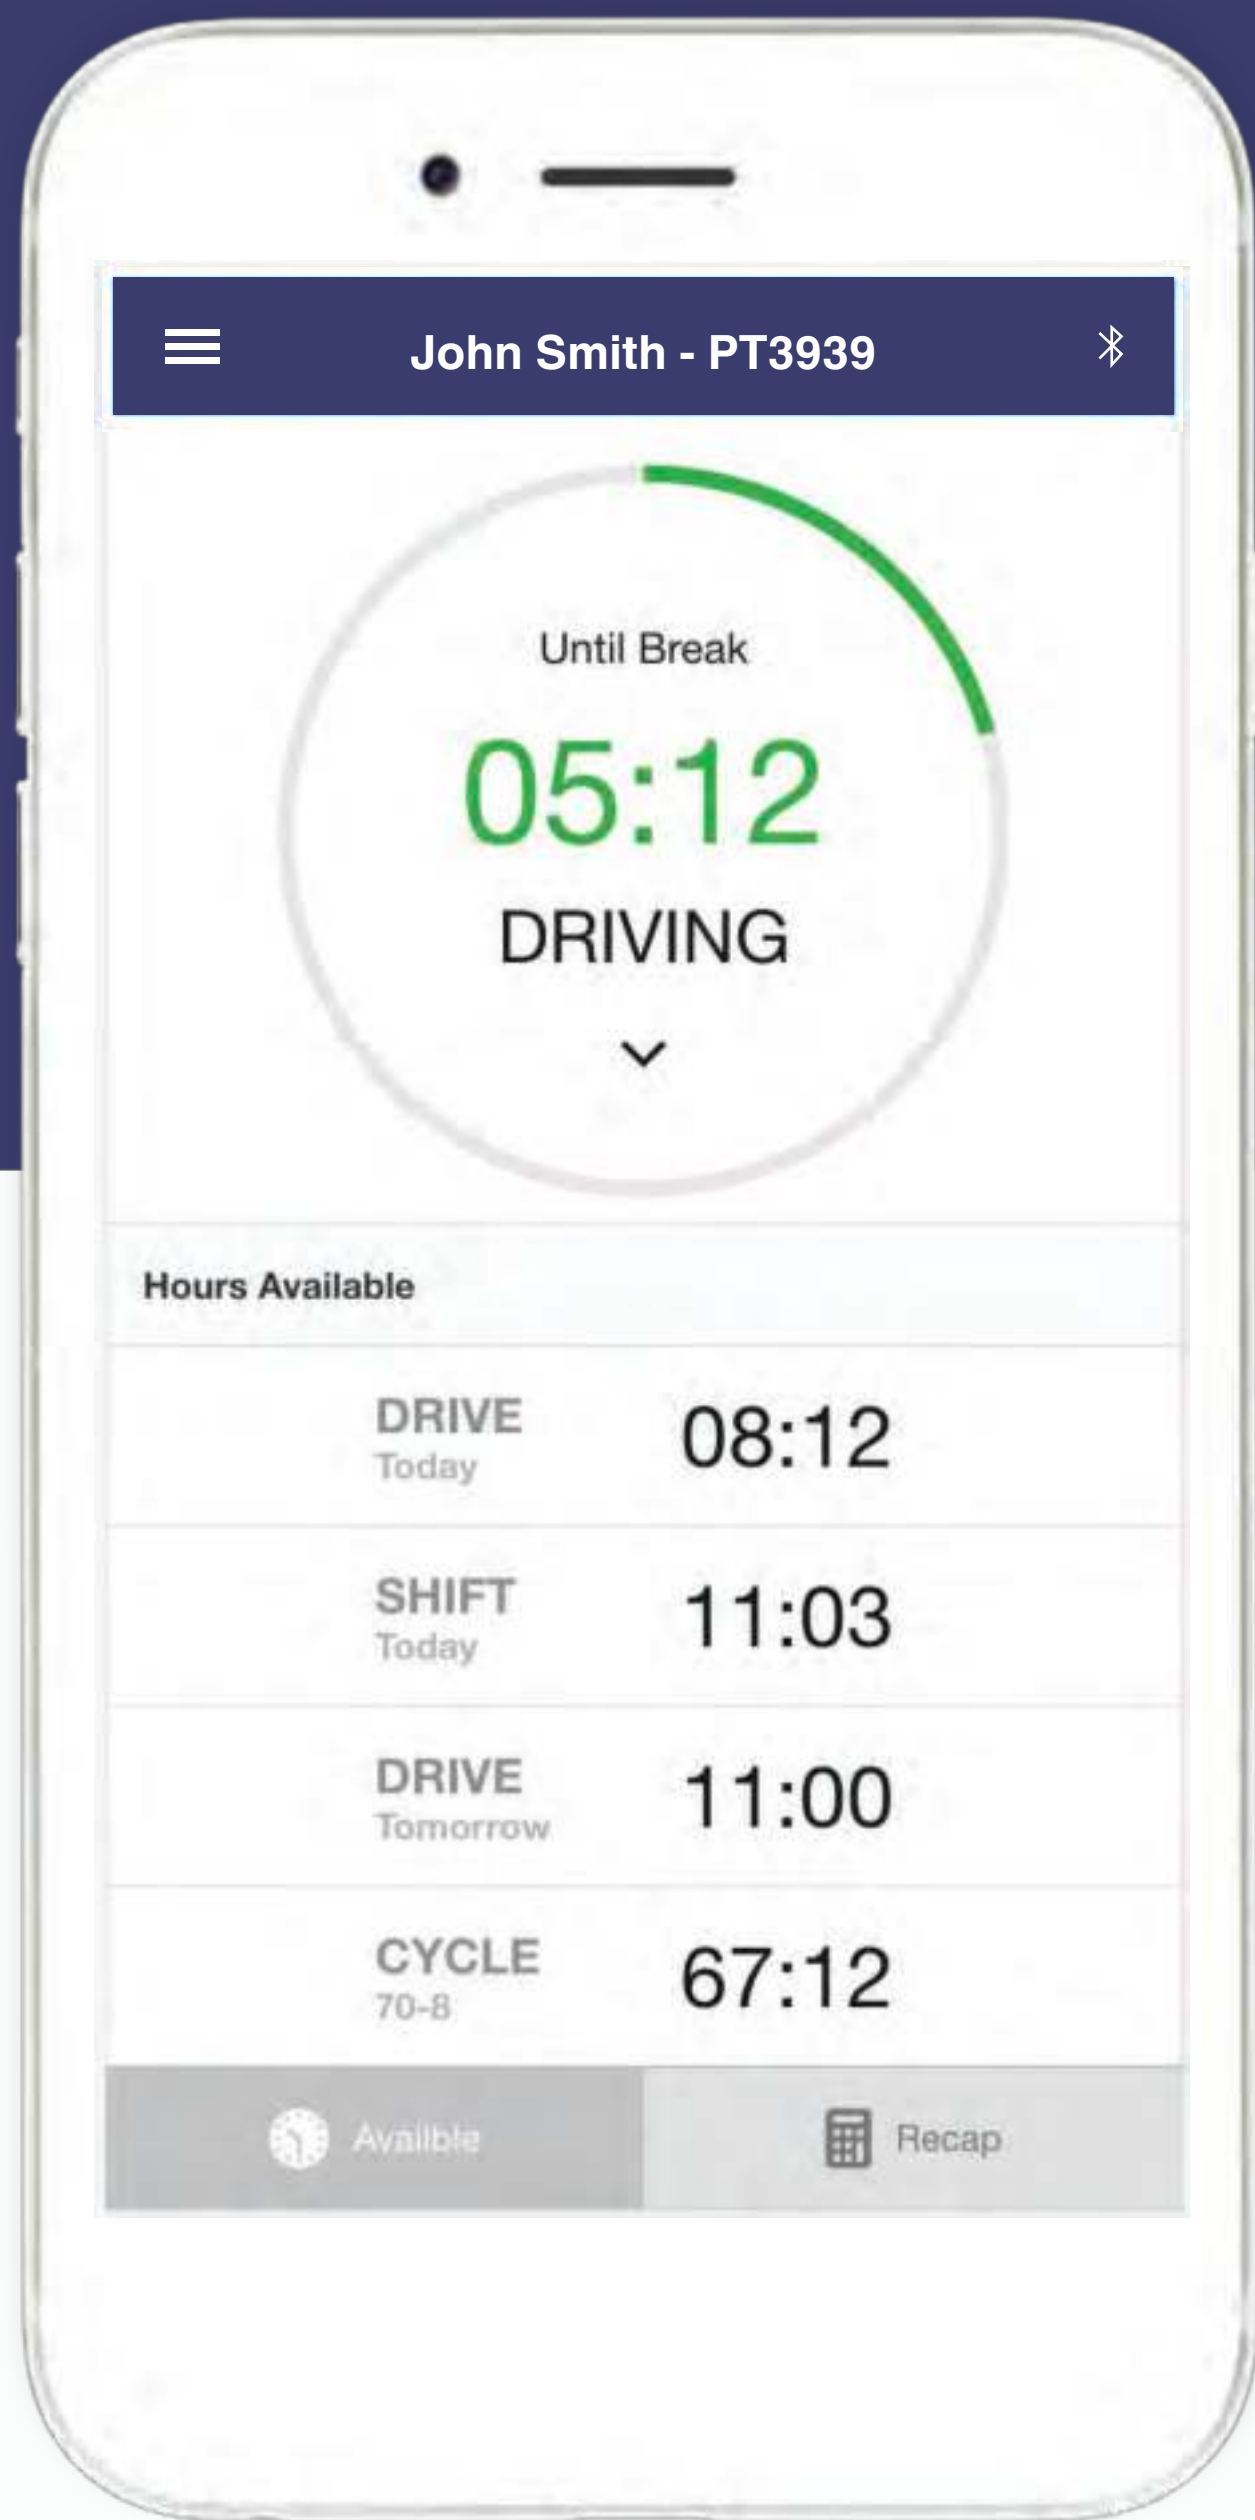 John Smith - PT3939
Until Break
05:12
DRIVING
Hours Available
DRIVE 08:12
Today
SHIFT 11:03
Today
DRIVE 11:00
Tomorrow
CYCLE 67:12
70-8
Availble Recap